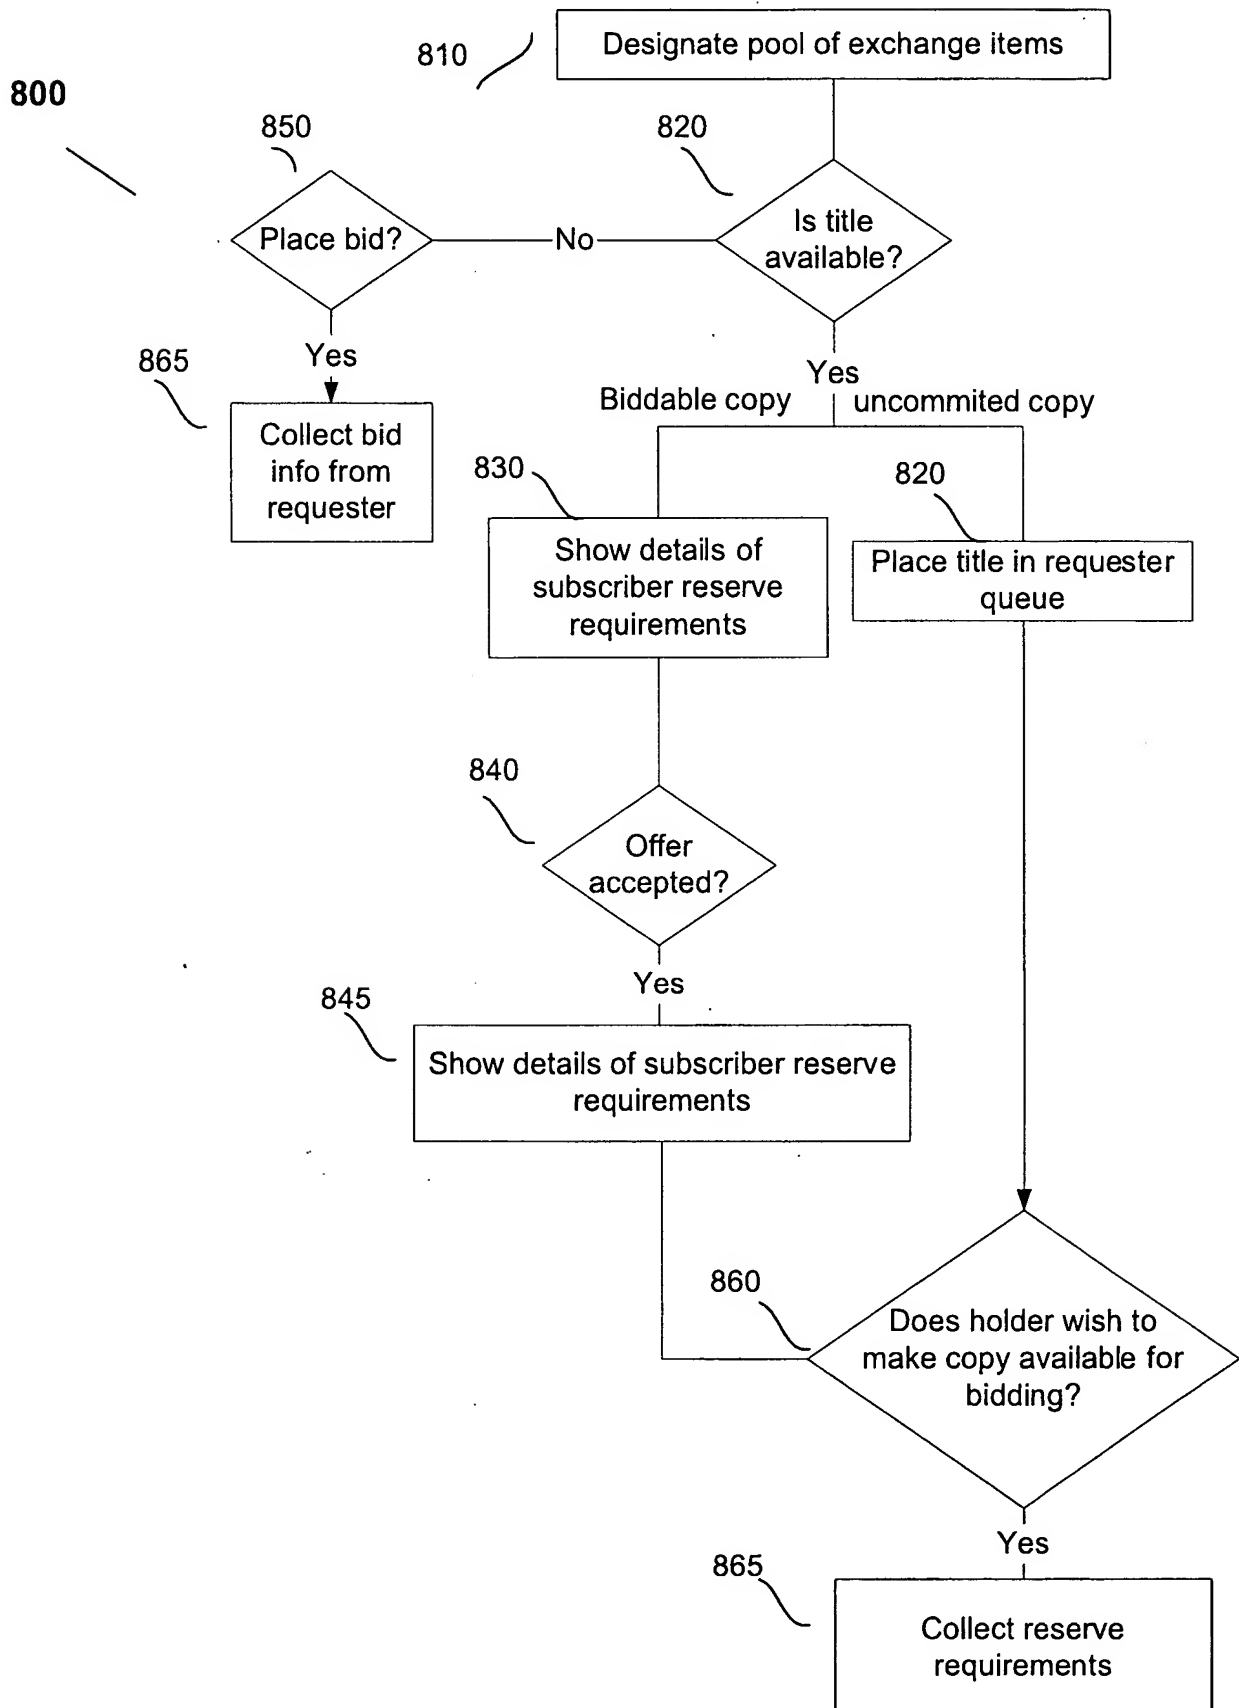 810
Designate pool of exchange items
800
850
820
Place bid?
No
Is title
available?
865
Yes
Yes
Biddable copy
uncommited copy
Collect bid
info from
requester
830
820
Show details of
subscriber reserve
requirements
Place title in requester
queue
840
Offer
accepted?
Yes
845
Show details of subscriber reserve
requirements
860
Does holder wish to
make copy available for
bidding?
Yes
865
Collect reserve
requirements